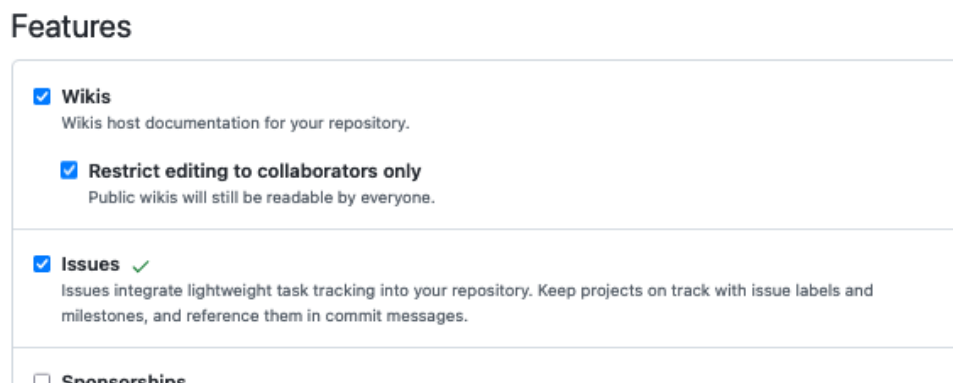 Features
Wikis
Wikis host documentation for your repository.
Restrict editing to collaborators only
Public wikis will still be readable by everyone.
Issues
Issues integrate lightweight task tracking into your repository. Keep projects on track with issue labels and
milestones, and reference them in commit messages.
Sponsorships